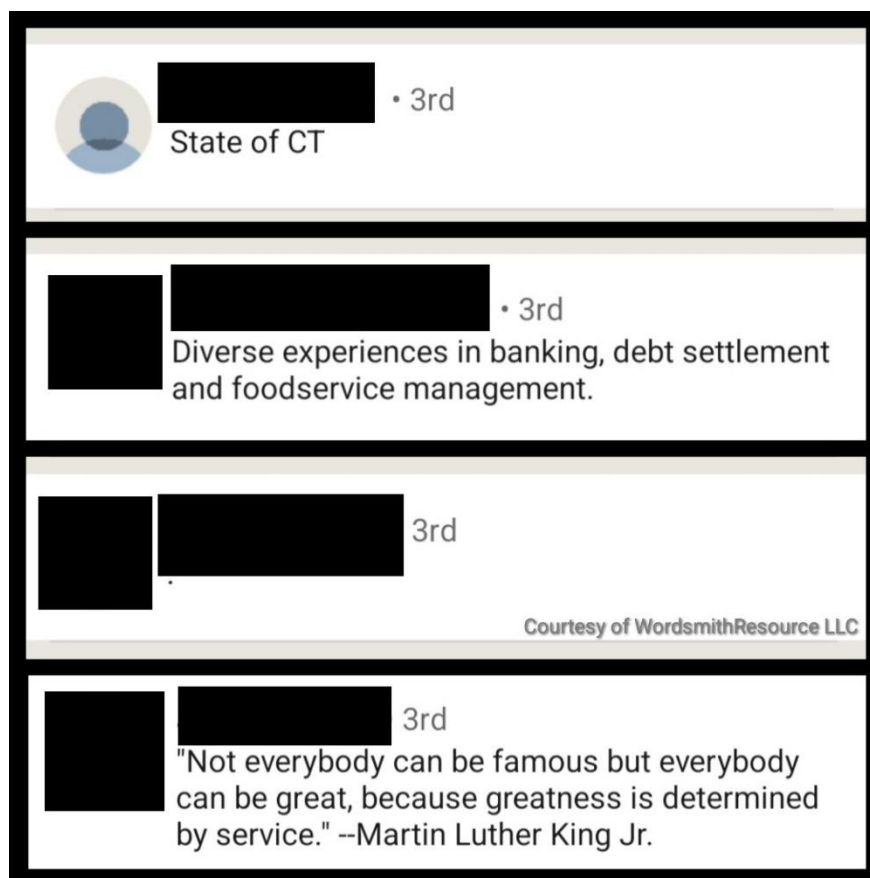 • 3rd
State of CT
• 3rd
Diverse experiences in banking, debt settlement
and foodservice management.
3rd
.
Courtesy of WordsmithResource LLC
3rd
"Not everybody can be famous but everybody
can be great, because greatness is determined
by service." --Martin Luther King Jr.